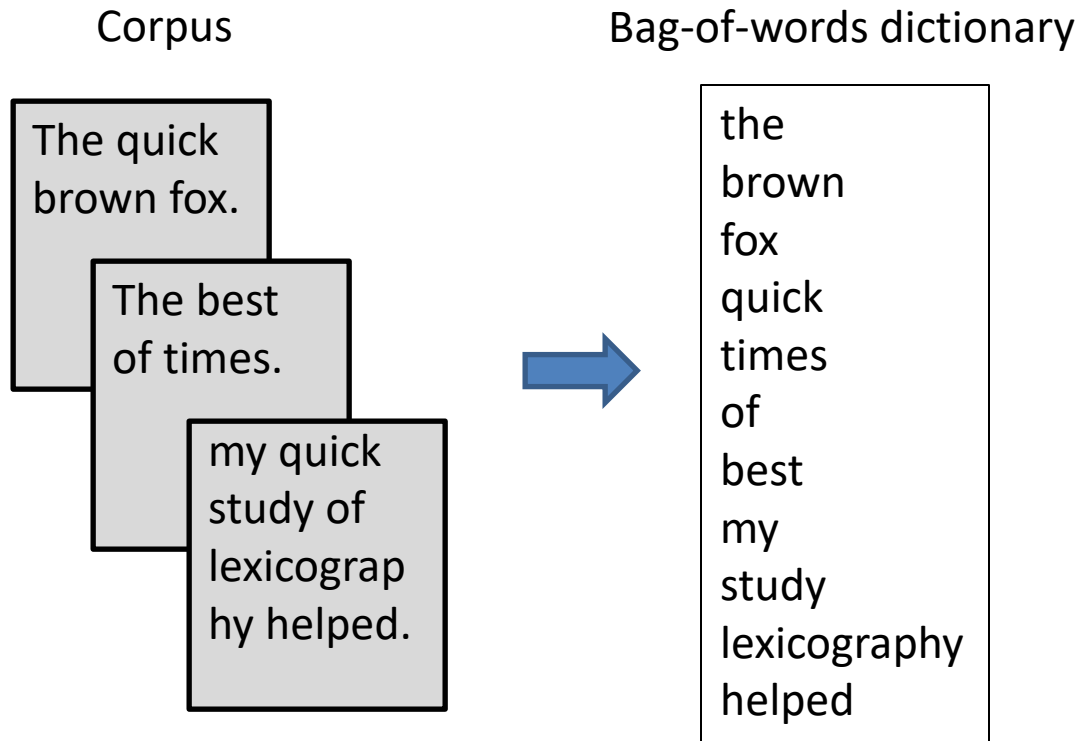 Corpus
The quick
brown fox.
The best
of times.
my quick
study of
lexicograp
hy helped.
Bag-of-words dictionary
the
brown
fox
quick
times
of
best
my
study
lexicography
helped